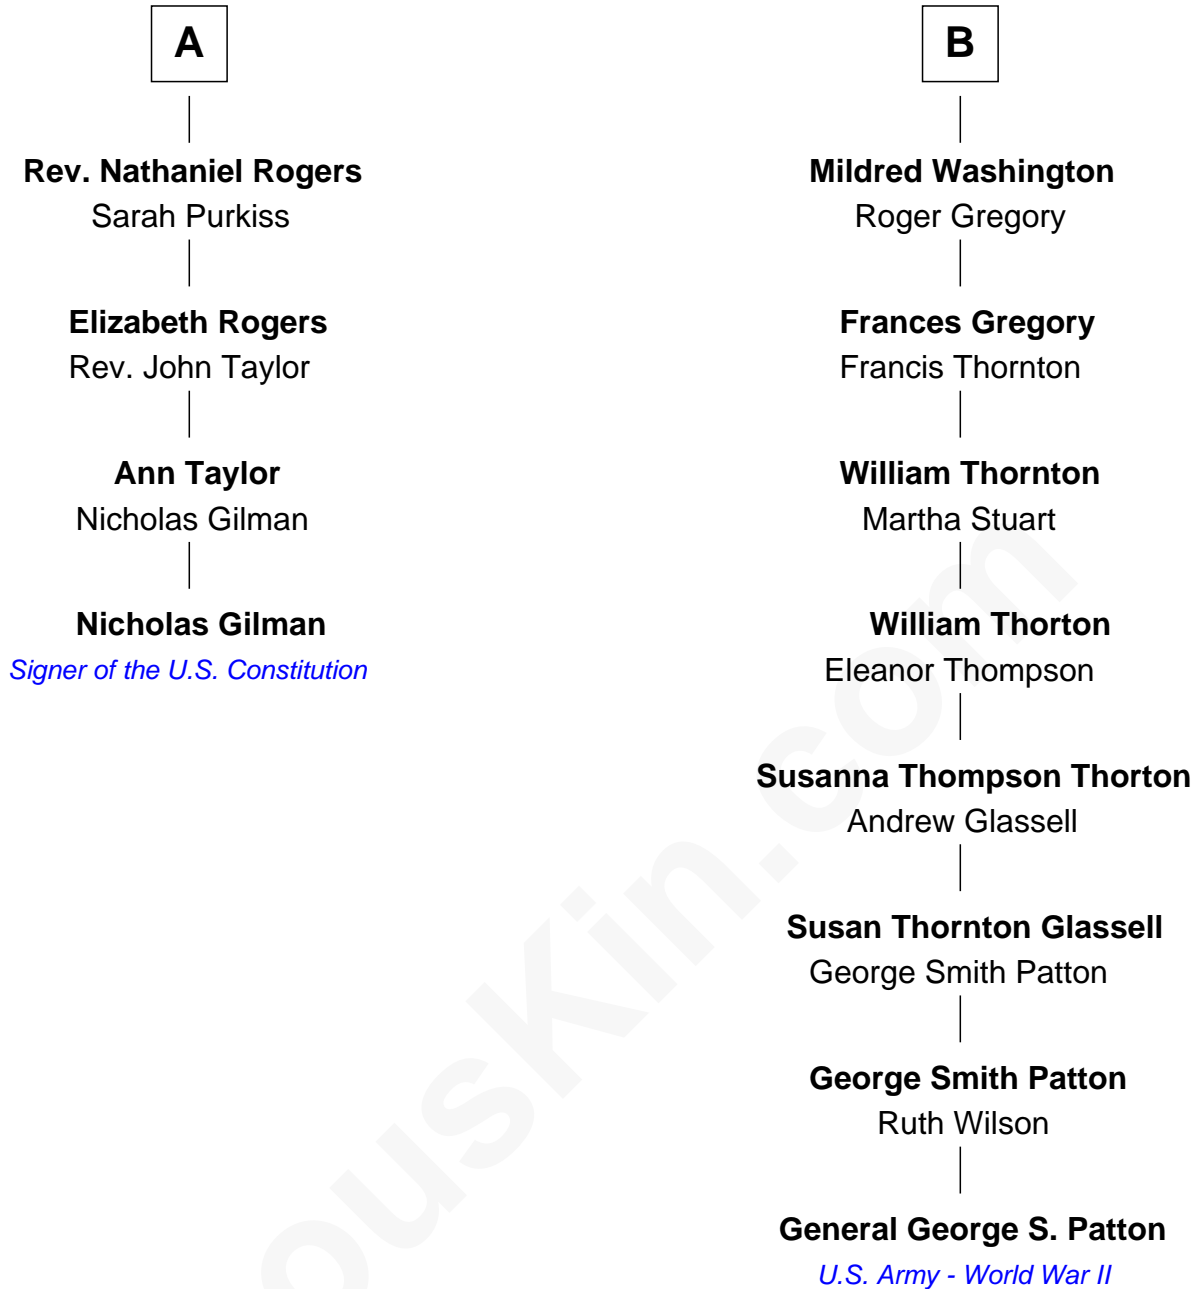 A
Rev. Nathaniel Rogers
Sarah Purkiss
Elizabeth Rogers
Rev. John Taylor
Ann Taylor
Nicholas Gilman
Nicholas Gilman
Signer of the U.S. Constitution
B
Mildred Washington
Roger Gregory
Frances Gregory
Francis Thornton
William Thornton
Martha Stuart
William Thorton
Eleanor Thompson
Susanna Thompson Thorton
Andrew Glassell
Susan Thornton Glassell
George Smith Patton
George Smith Patton
Ruth Wilson
General George S. Patton
U.S. Army - World War II
ousKin.com